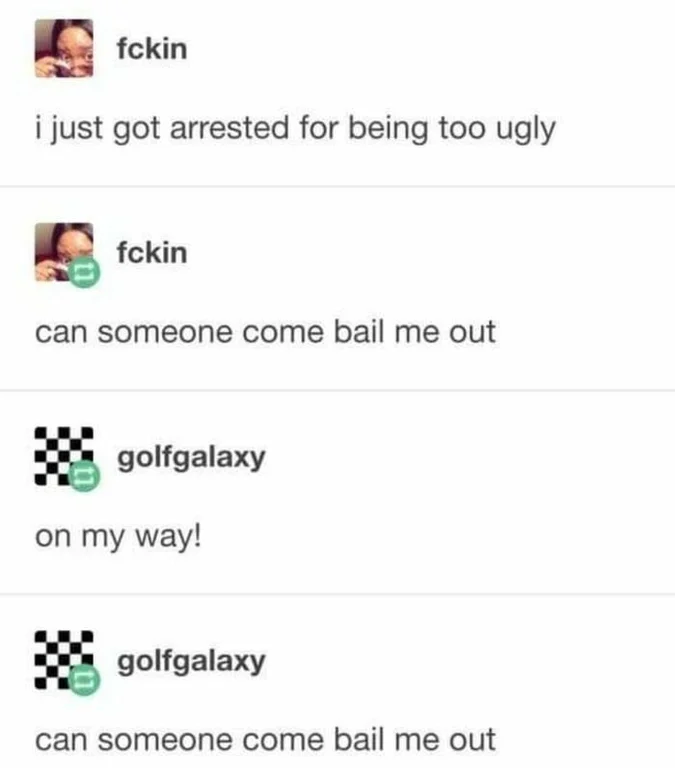 fckin
i just got arrested for being too ugly
fckin
can someone come bail me out
golfgalaxy
on my way!
golfgalaxy
can someone come bail me out